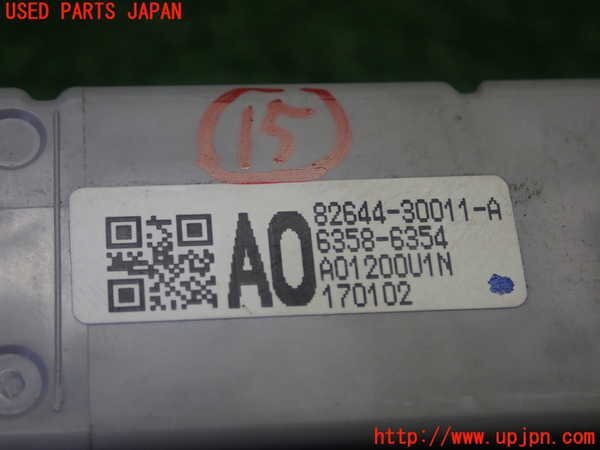 USED PARTS JAPAN
15
A0
82644-30011-A
6358-6354
A01200U1N
170102
http://www.upjpn.com/